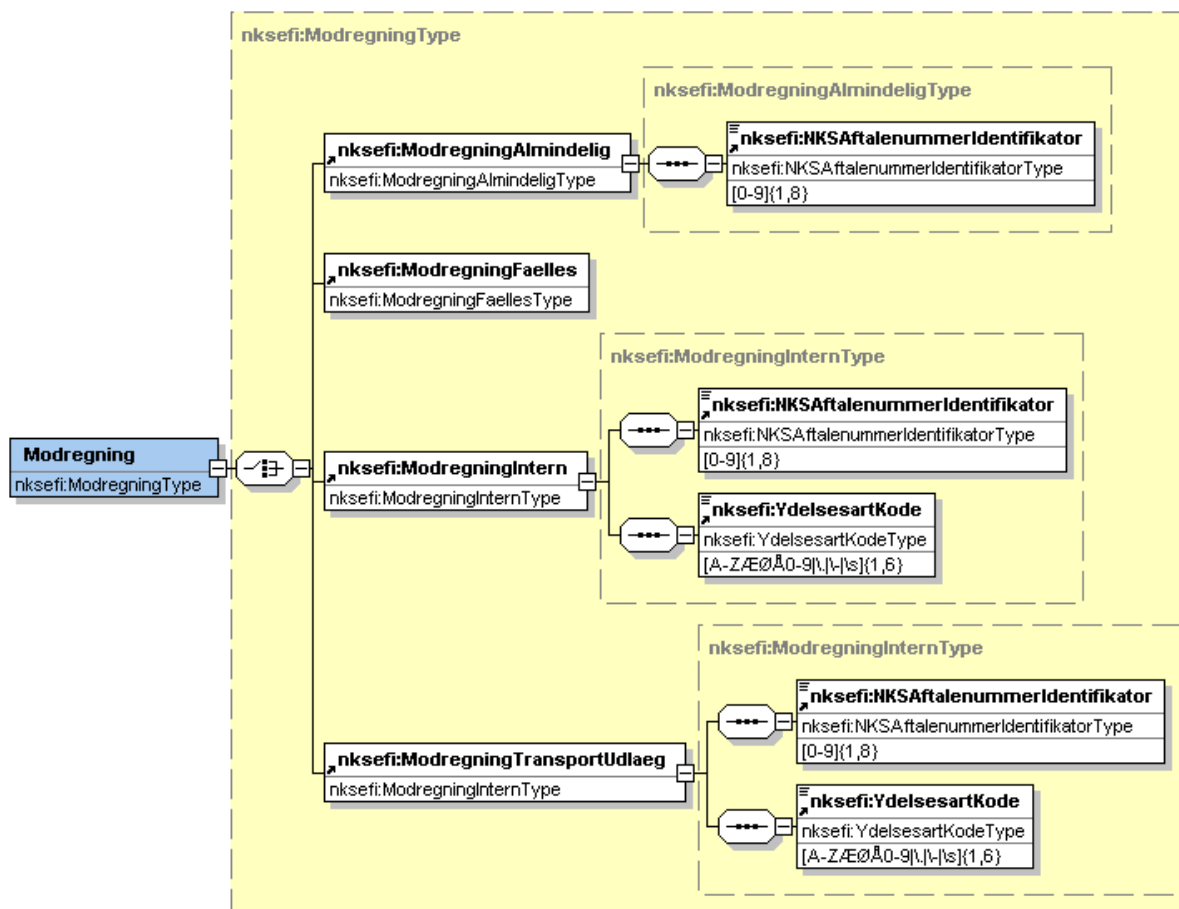 nksefi:ModregningType
nksefi:ModregningAlmindeligType
nksefi:ModregningAlmindelig
nksefi:ModregningAlmindeligType
nksefi:NKSAftalenummerIdentifikator
nksefi:NKSAftalenummerIdentifikatorType
[0-9]{1,8}
nksefi:ModregningFaelles
nksefi:ModregningFaellesType
nksefi:ModregningInternType
Modregning
nksefi:ModregningType
nksefi:ModregningIntern
nksefi:ModregningInternType
nksefi:NKSAftalenummerIdentifikator
nksefi:NKSAftalenummerIdentifikatorType
[0-9]{1,8}
nksefi:YdelsesartKode
nksefi:YdelsesartKodeType
[A-ZÆØÅ0-9|\.|\-|\s]{1,6}
nksefi:ModregningInternType
nksefi:ModregningTransportUdlaeg
nksefi:ModregningInternType
nksefi:NKSAftalenummerIdentifikator
nksefi:NKSAftalenummerIdentifikatorType
[0-9]{1,8}
nksefi:YdelsesartKode
nksefi:YdelsesartKodeType
[A-ZÆØÅ0-9|\.|\-|\s]{1,6}